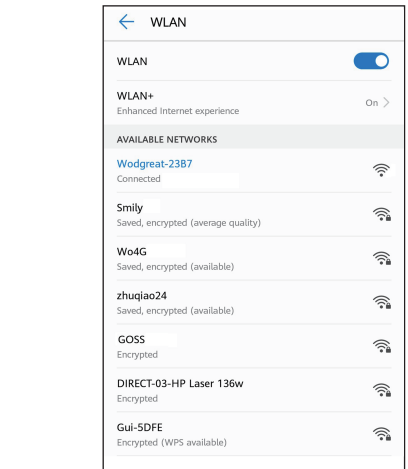 WLAN
WLAN
WLAN+
Enhanced Internet experience
On
AVAILABLE NETWORKS
Wodgreat-23B7
Connected
Smily
Saved, encrypted (average quality)
Wo4G
Saved, encrypted (available)
zhuqiao24
Saved, encrypted (available)
GOSS
Encrypted
DIRECT-03-HP Laser 136w
Encrypted
Gui-5DFE
Encrypted (WPS available)